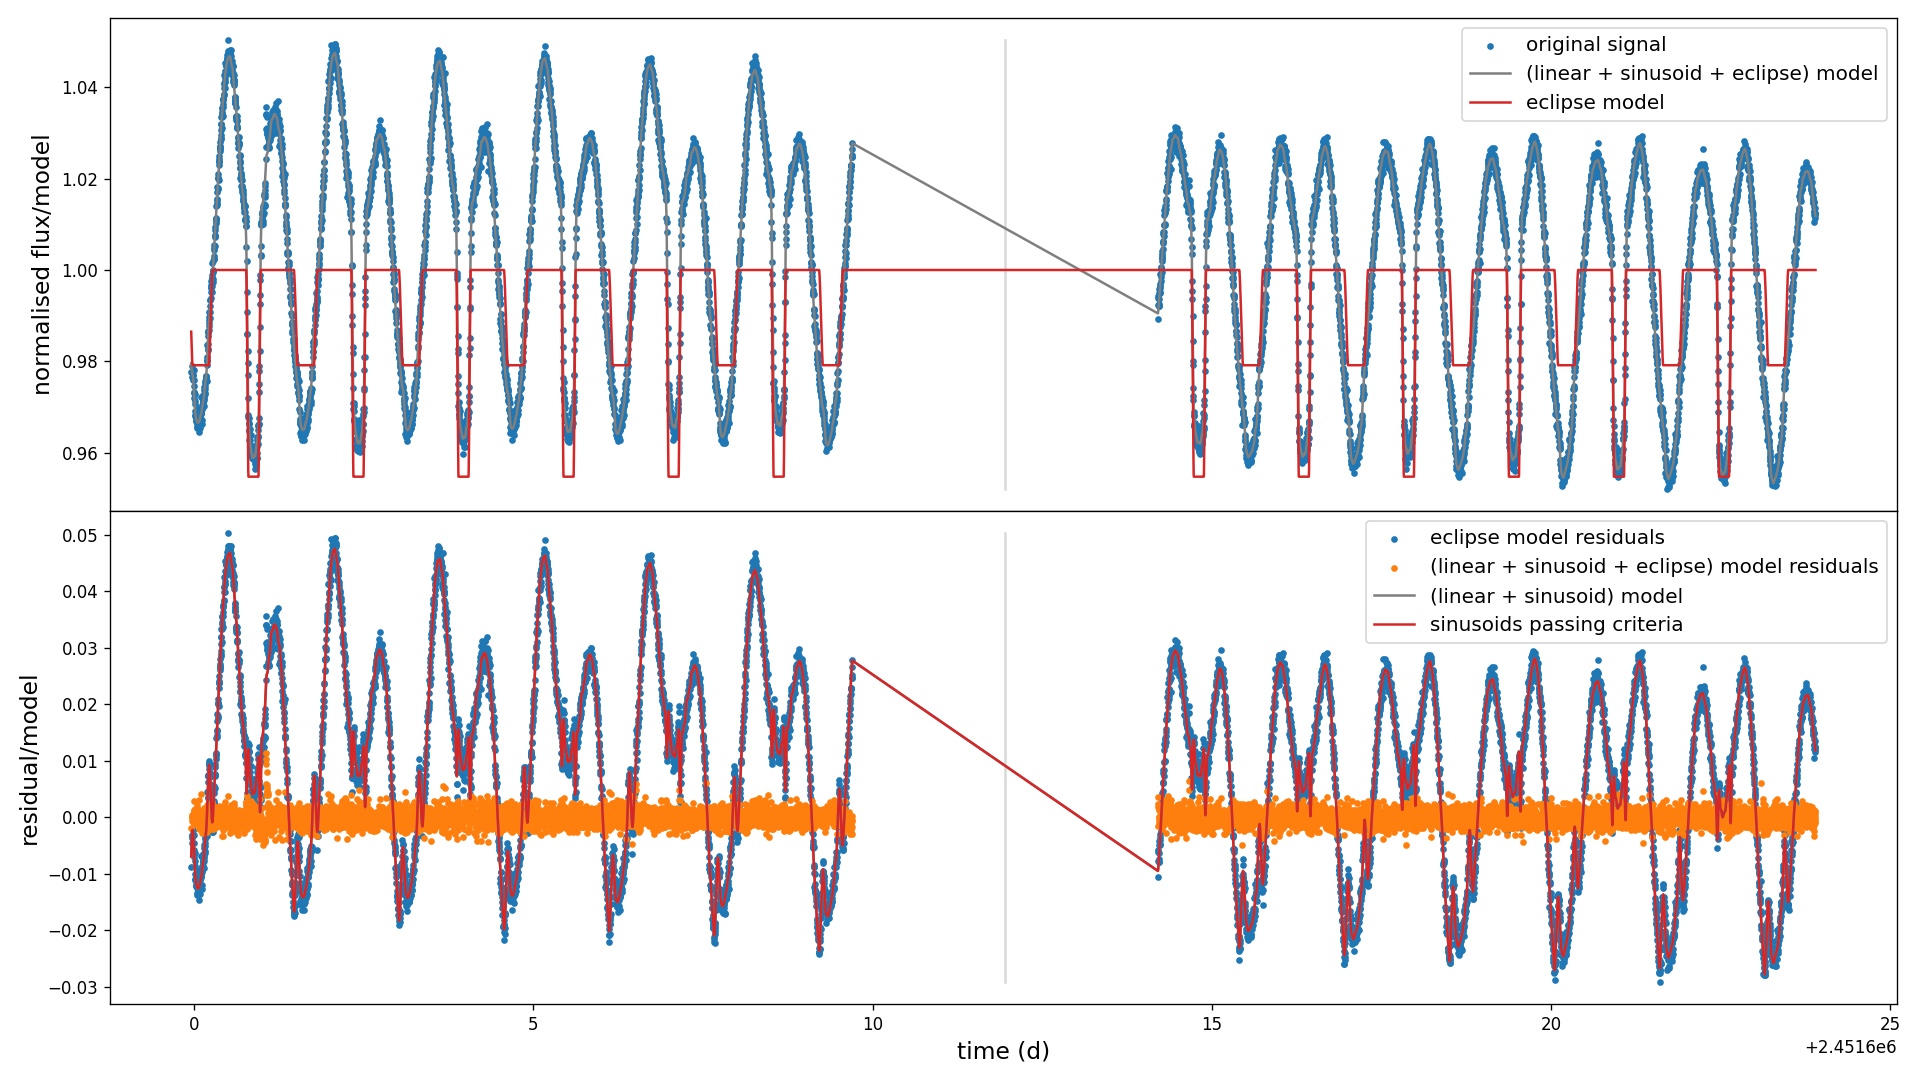 normalised flux/model
1.04
1.02
1.00
0.98
0.96
original signal
(linear + sinusoid + eclipse) model
eclipse model
residual/model
0.05
0.04
0.03
0.02
0.01
0.00
−0.01
−0.02
−0.03
eclipse model residuals
(linear + sinusoid + eclipse) model residuals
(linear + sinusoid) model
sinusoids passing criteria
0 5 10 15 20 25
time (d)
+2.4516e6